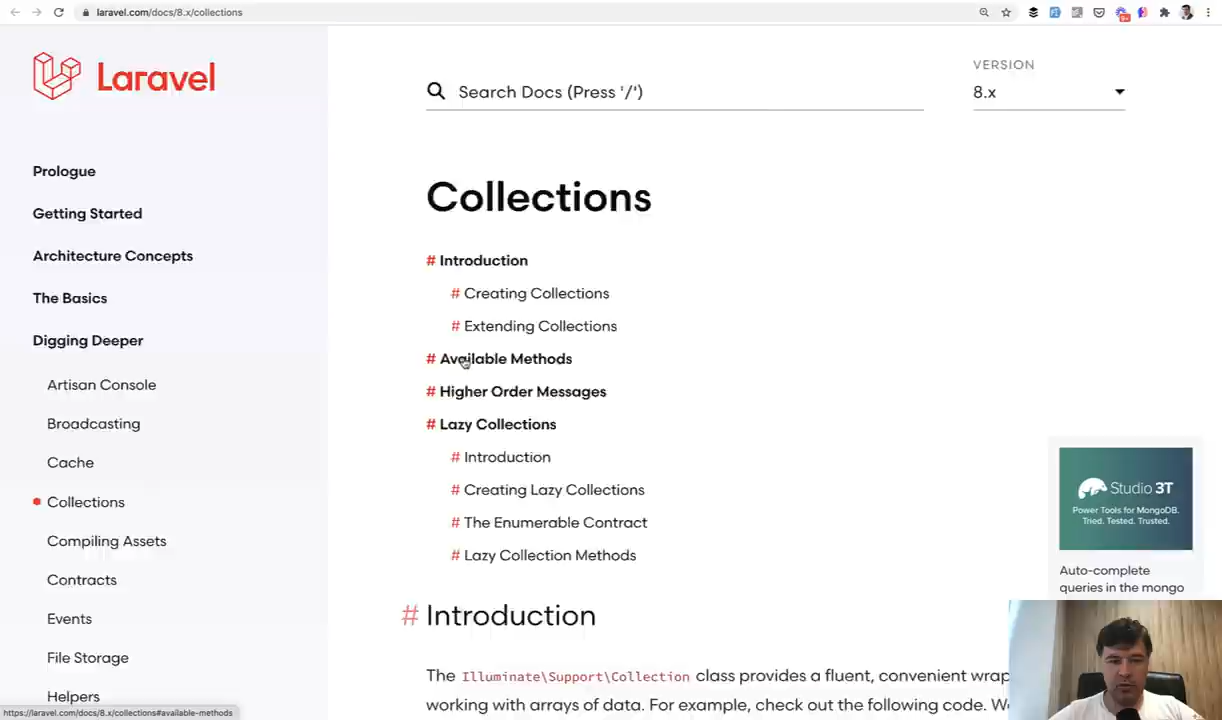 laravel.com/docs/8.x/collections
Laravel
Search Docs (Press '/')
VERSION
8.x
Prologue
Getting Started
Architecture Concepts
The Basics
Digging Deeper
Artisan Console
Broadcasting
Cache
Collections
Compiling Assets
Contracts
Events
File Storage
Helpers
Collections
# Introduction
# Creating Collections
# Extending Collections
# Available Methods
# Higher Order Messages
# Lazy Collections
# Introduction
# Creating Lazy Collections
# The Enumerable Contract
# Lazy Collection Methods
# Introduction
The Illuminate\Support\Collection class provides a fluent, convenient wrap
working with arrays of data. For example, check out the following code. W
Studio 3T
Power Tools for MongoDB.
Tried. Tested. Trusted.
Auto-complete
queries in the mongo
https://laravel.com/docs/8.x/collections#available-methods